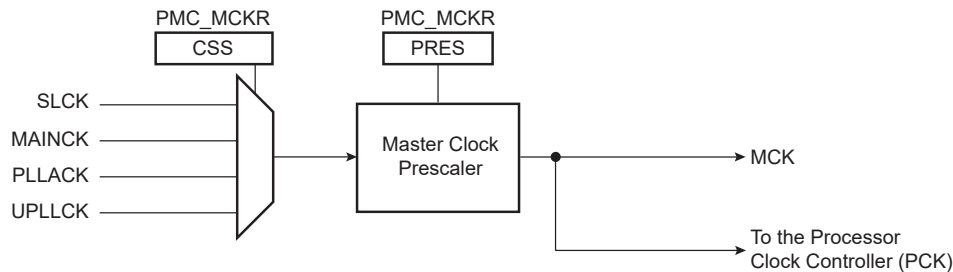 PMC_MCKR
PMC_MCKR
CSS
PRES
SLCK
MAINCK
PLLACK
UPLLCK
Master Clock
Prescaler
MCK
To the Processor
Clock Controller (PCK)